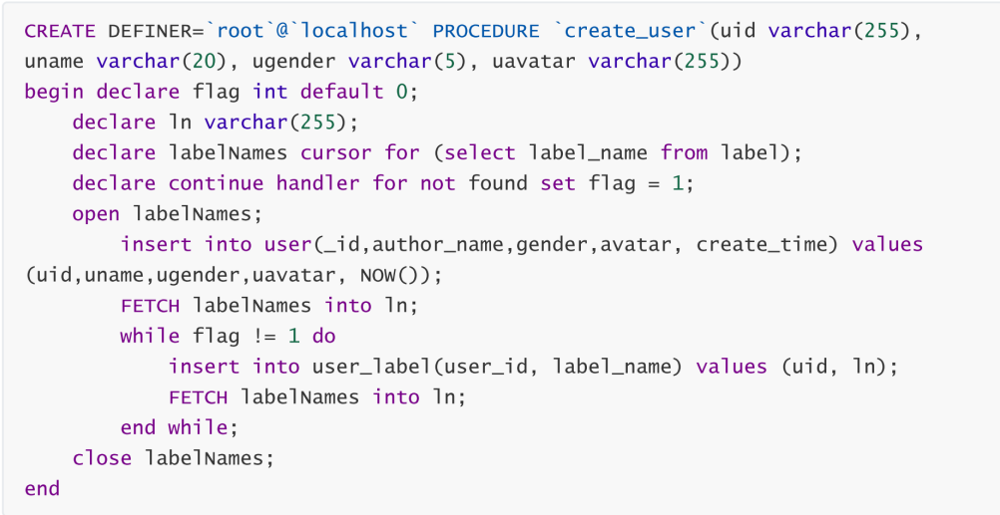 CREATE DEFINER=`root`@`localhost` PROCEDURE `create_user`(uid varchar(255),
uname varchar(20), ugender varchar(5), uavatar varchar(255))
begin declare flag int default 0;
    declare ln varchar(255);
    declare labelNames cursor for (select label_name from label);
    declare continue handler for not found set flag = 1;
    open labelNames;
        insert into user(_id,author_name,gender,avatar, create_time) values
(uid,uname,ugender,uavatar, NOW());
        FETCH labelNames into ln;
        while flag != 1 do
            insert into user_label(user_id, label_name) values (uid, ln);
            FETCH labelNames into ln;
        end while;
    close labelNames;
end